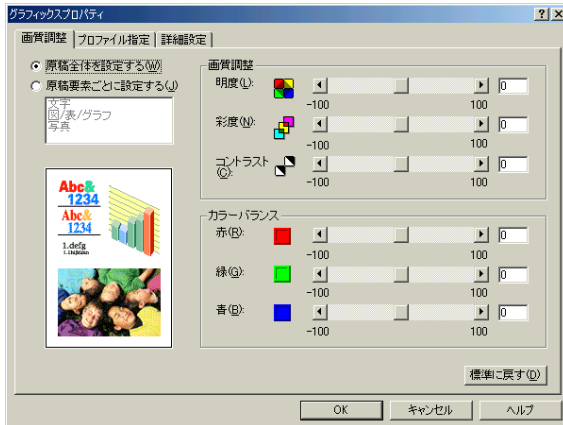 グラフィックスプロパティ
画質調整 プロファイル指定 詳細設定
原稿全体を設定する(W)
原稿要素ごとに設定する(J)
文字
図/表/グラフ
写真
Abc&
1234
Abc&
1234
1.defg
画質調整
明度(L):
-100 100
0
彩度(N):
-100 100
0
コントラスト
(C):
-100 100
0
カラーバランス
赤(R):
-100 100
0
緑(G):
-100 100
0
青(B):
-100 100
0
標準に戻す(D)
OK キャンセル ヘルプ